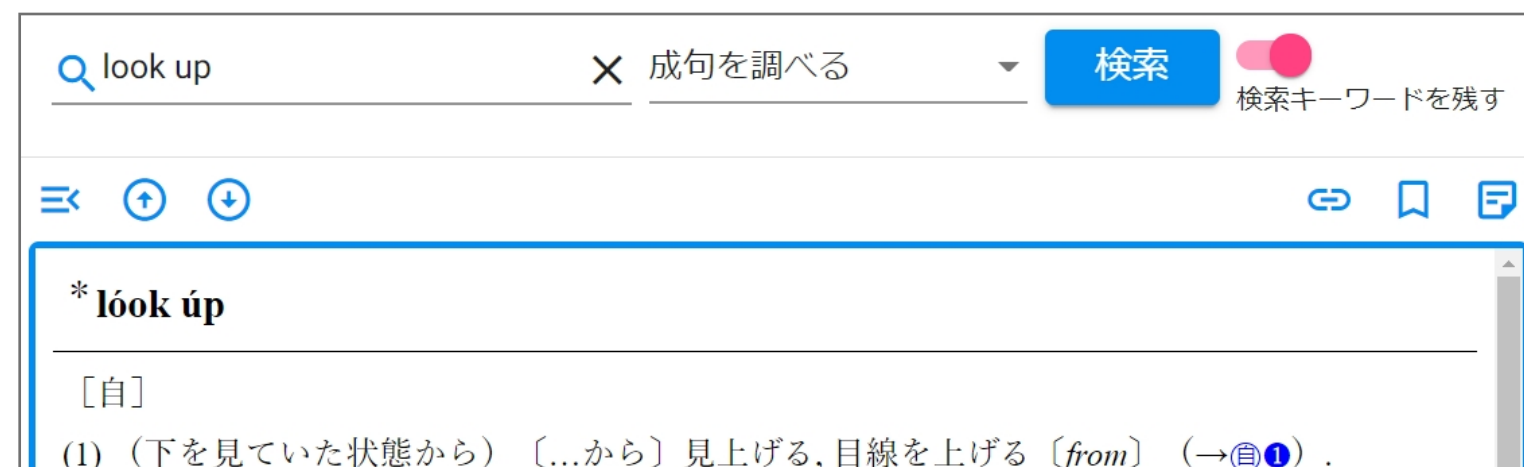 look up
成句を調べる
検索
検索キーワードを残す
*lóok úp
［自］
(1) （下を見ていた状態から）〔…から〕見上げる, 目線を上げる〔from〕（→㊀❶）.